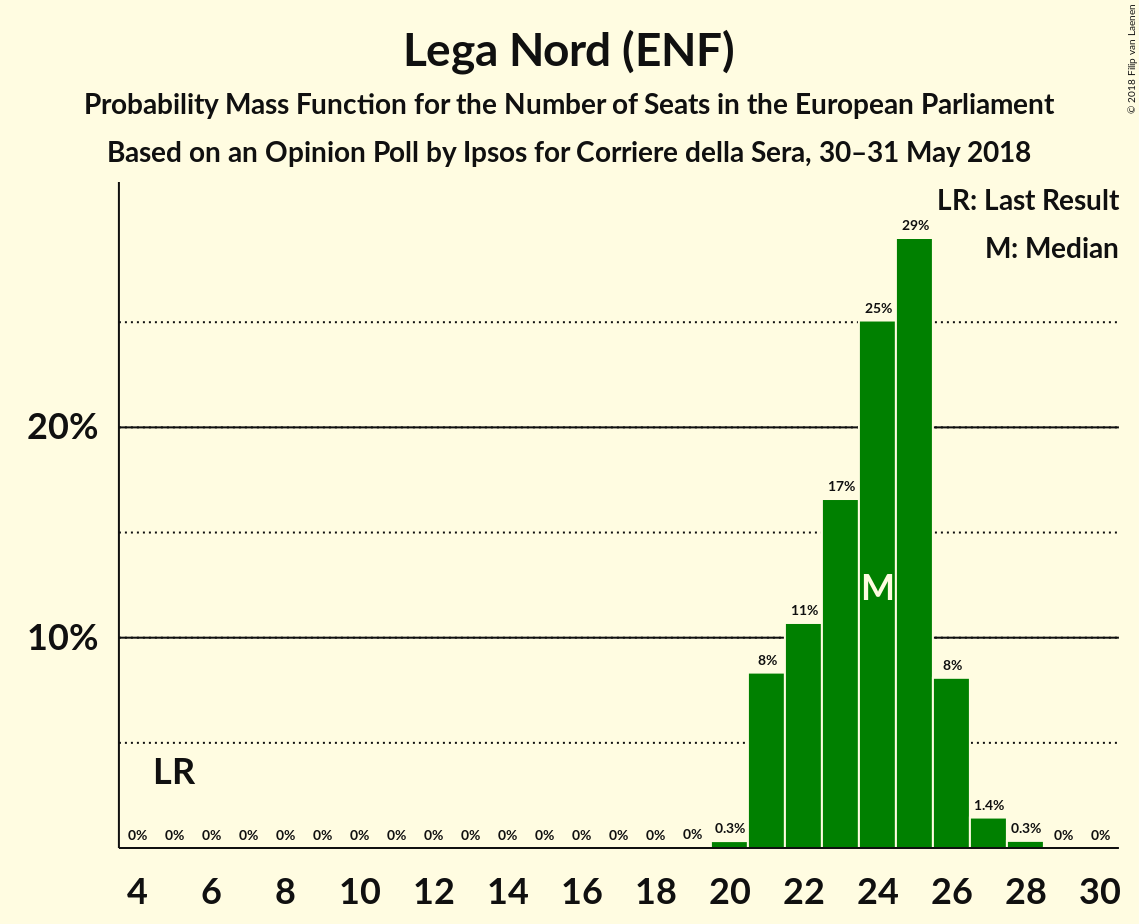 Lega Nord (ENF)
Probability Mass Function for the Number of Seats in the European Parliament
Based on an Opinion Poll by Ipsos for Corriere della Sera, 30–31 May 2018
© 2018 Filip van Laenen
LR: Last Result
M: Median
29%
25%
20%
17%
M
11%
10%
8%
8%
LR
1.4%
0% 0% 0% 0% 0% 0% 0% 0% 0% 0% 0% 0% 0% 0% 0% 0% 0.3% 0.3% 0% 0%
4 6 8 10 12 14 16 18 20 22 24 26 28 30